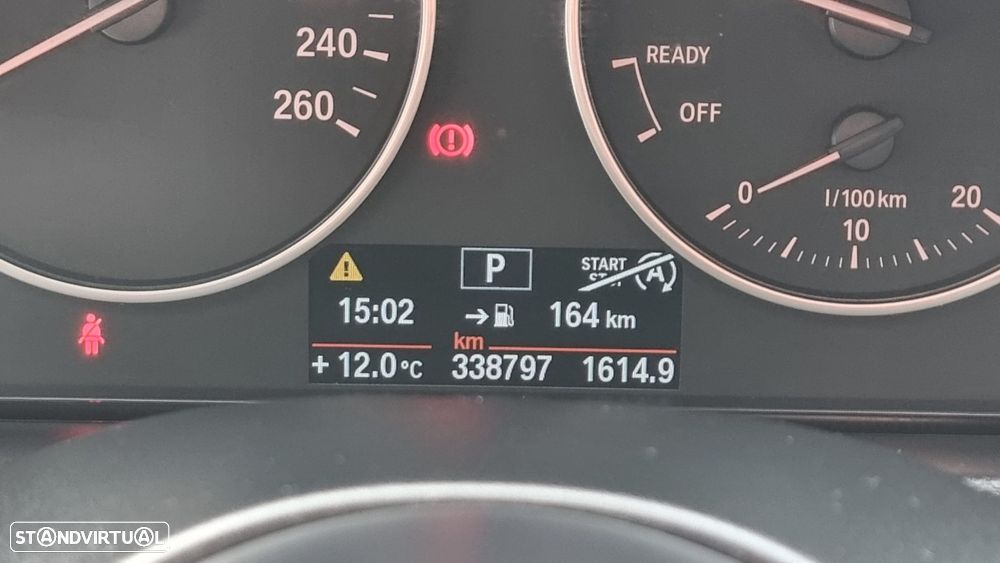 240
260
READY
OFF
0
l/100km
10
20
P
START
A
15:02
164 km
km
+ 12.0°C
338797
1614.9
STANDVIRTUAL